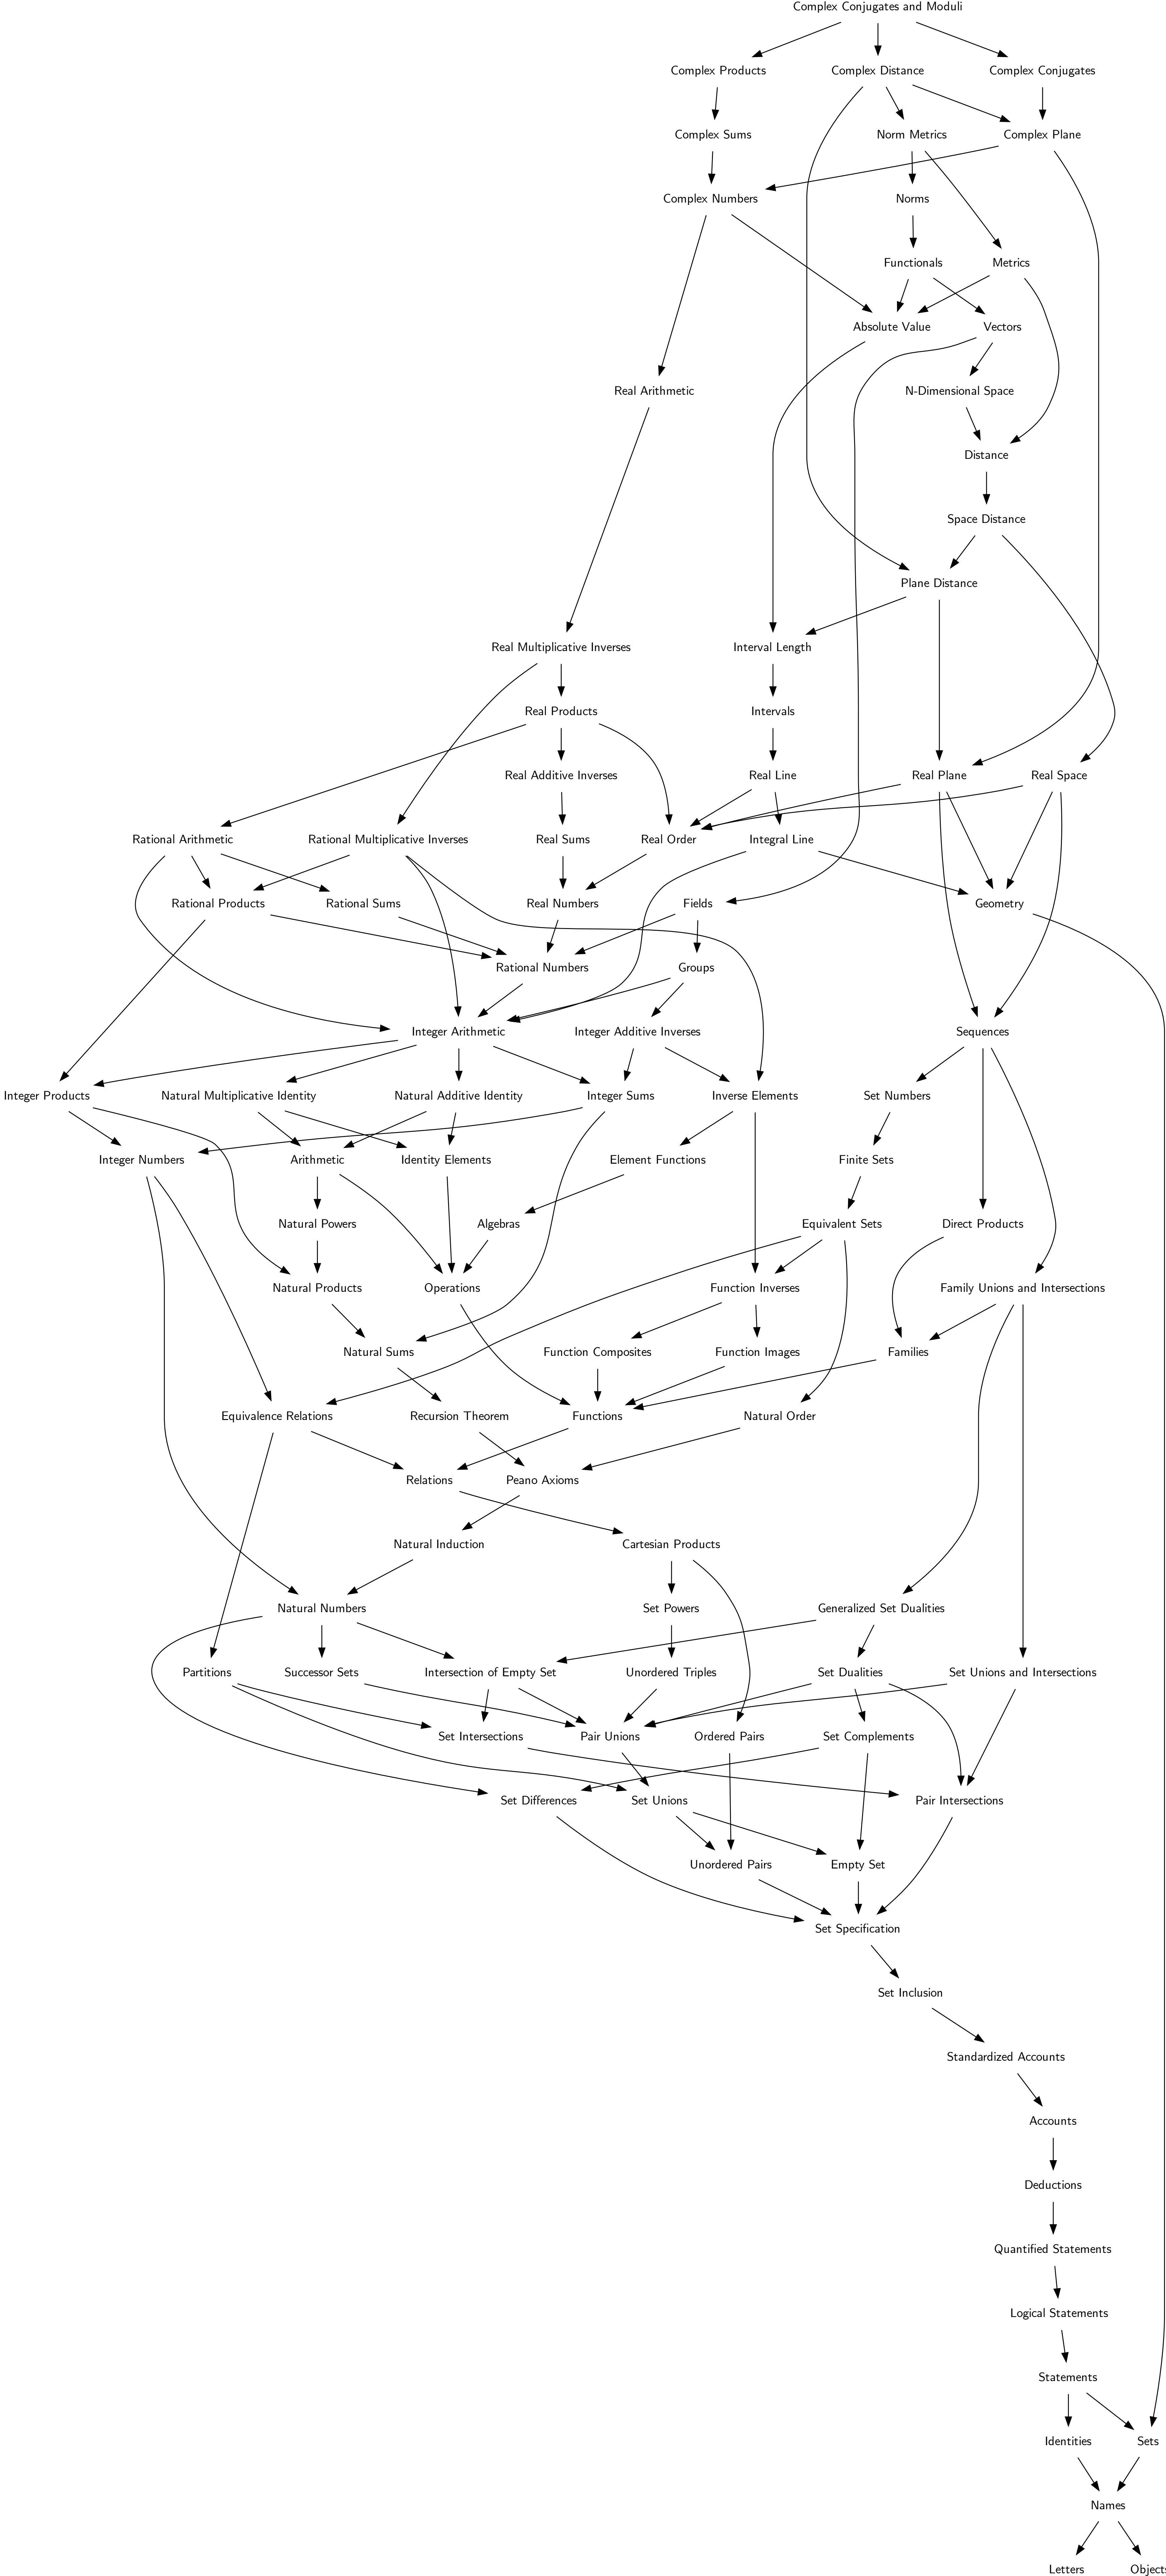 Complex Conjugates and Moduli
Complex Products
Complex Distance
Complex Conjugates
Complex Sums
Norm Metrics
Complex Plane
Complex Numbers
Norms
Functionals
Metrics
Absolute Value
Vectors
Real Arithmetic
N-Dimensional Space
Distance
Space Distance
Plane Distance
Real Multiplicative Inverses
Interval Length
Real Products
Intervals
Real Additive Inverses
Real Line
Real Plane
Real Space
Rational Arithmetic
Rational Multiplicative Inverses
Real Sums
Real Order
Integral Line
Rational Products
Rational Sums
Real Numbers
Fields
Geometry
Rational Numbers
Groups
Integer Arithmetic
Integer Additive Inverses
Sequences
Integer Products
Natural Multiplicative Identity
Natural Additive Identity
Integer Sums
Inverse Elements
Set Numbers
Integer Numbers
Arithmetic
Identity Elements
Element Functions
Finite Sets
Natural Powers
Algebras
Equivalent Sets
Direct Products
Natural Products
Operations
Function Inverses
Family Unions and Intersections
Natural Sums
Function Composites
Function Images
Families
Equivalence Relations
Recursion Theorem
Functions
Natural Order
Relations
Peano Axioms
Natural Induction
Cartesian Products
Natural Numbers
Set Powers
Generalized Set Dualities
Partitions
Successor Sets
Intersection of Empty Set
Unordered Triples
Set Dualities
Set Unions and Intersections
Set Intersections
Pair Unions
Ordered Pairs
Set Complements
Set Differences
Set Unions
Pair Intersections
Unordered Pairs
Empty Set
Set Specification
Set Inclusion
Standardized Accounts
Accounts
Deductions
Quantified Statements
Logical Statements
Statements
Identities
Sets
Names
Letters
Objects